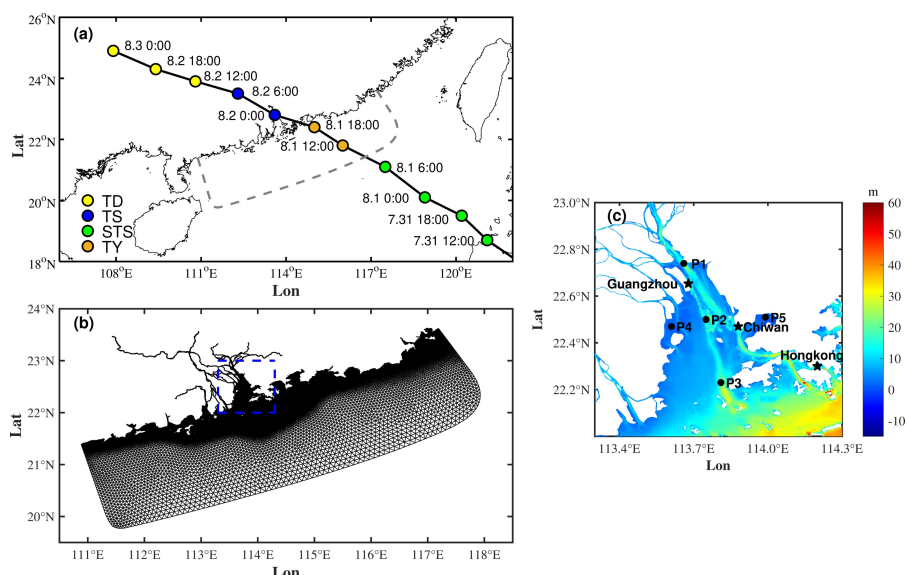 (a)
26°N
24°N
22°N
20°N
18°N
Lat
8.3 0:00
8.2 18:00
8.2 12:00
8.2 6:00
8.2 0:00
8.1 18:00
8.1 12:00
8.1 6:00
8.1 0:00
7.31 18:00
7.31 12:00
TD
TS
STS
TY
108°E 111°E 114°E 117°E 120°E
Lon
(b)
24°N
23°N
22°N
21°N
20°N
Lat
111°E 112°E 113°E 114°E 115°E 116°E 117°E 118°E
Lon
(c)
23.0°N
22.8°N
22.6°N
22.4°N
22.2°N
Lat
P1
Guangzhou
P2
P5
P4
Chiwan
Hongkong
P3
113.4°E 113.7°E 114.0°E 114.3°E
Lon
m
60
50
40
30
20
10
0
-10